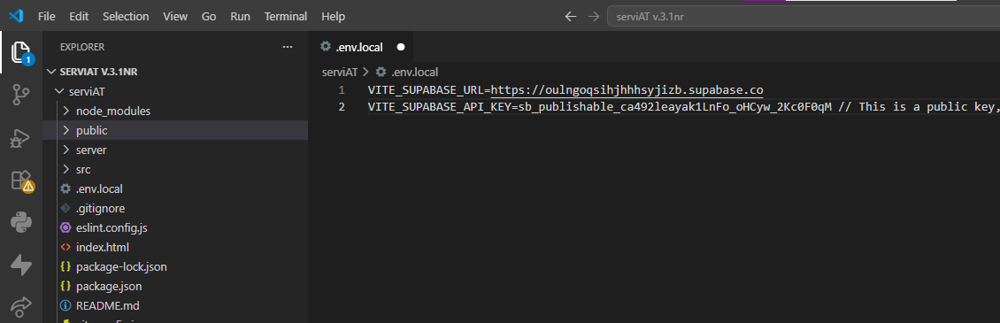 File Edit Selection View Go Run Terminal Help
serviAT v.3.1nr
EXPLORER
SERVIAT V.3.1NR
serviAT
node_modules
public
server
src
.env.local
.gitignore
eslint.config.js
index.html
package-lock.json
package.json
README.md
1
.env.local
serviAT > .env.local
1 VITE_SUPABASE_URL=https://oulngoqsihjhhhsyjizb.supabase.co
2 VITE_SUPABASE_API_KEY=sb_publishable_ca492leayak1LnFo_oHCyw_2Kc0F0qM // This is a public key,